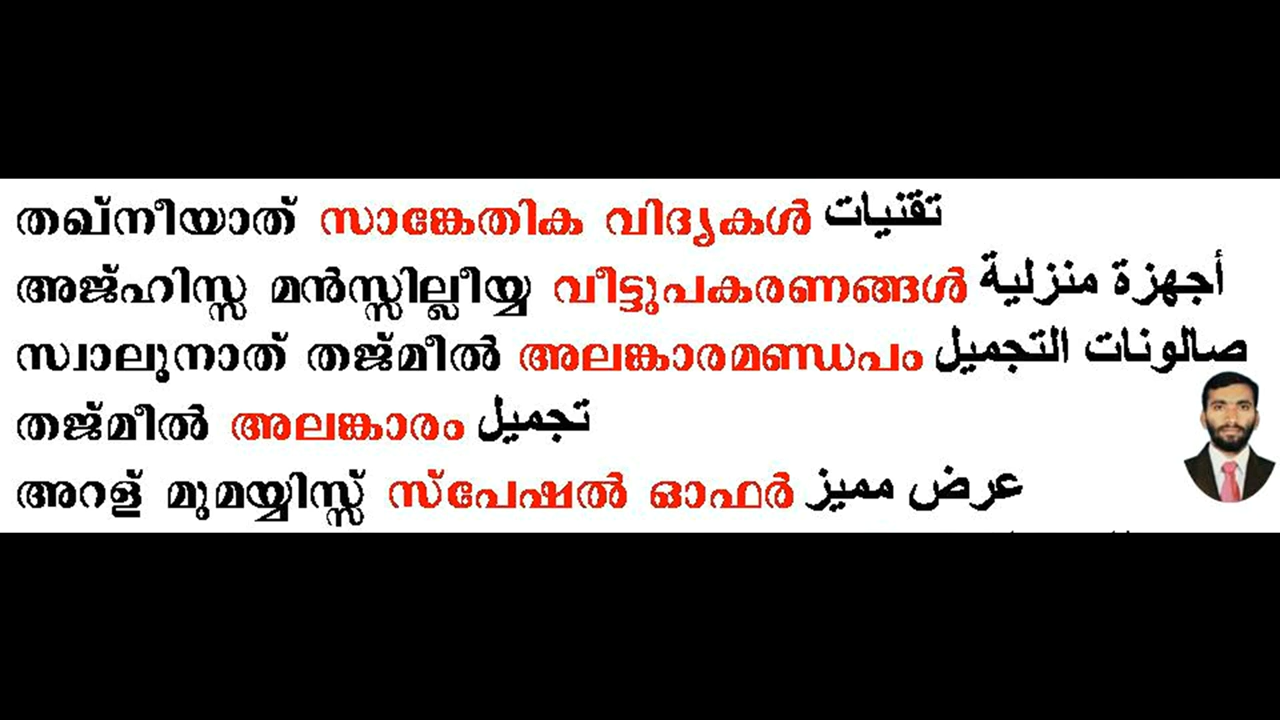 തഖ്നീയാത് സാങ്കേതിക വിദ്യകൾ تقنيات
അജ്ഹിസ്സ മൻസ്സില്ലീയ്യ വീട്ടുപകരണങ്ങൾ أجهزة منزلية
സ്വാലൂനാത് തജ്മീൽ അലങ്കാരമണ്ഡപം صالونات التجميل
തജ്മീൽ അലങ്കാരം تجميل
അറള് മുമയ്യിസ്സ് സ്പേഷൽ ഓഫർ عرض مميز